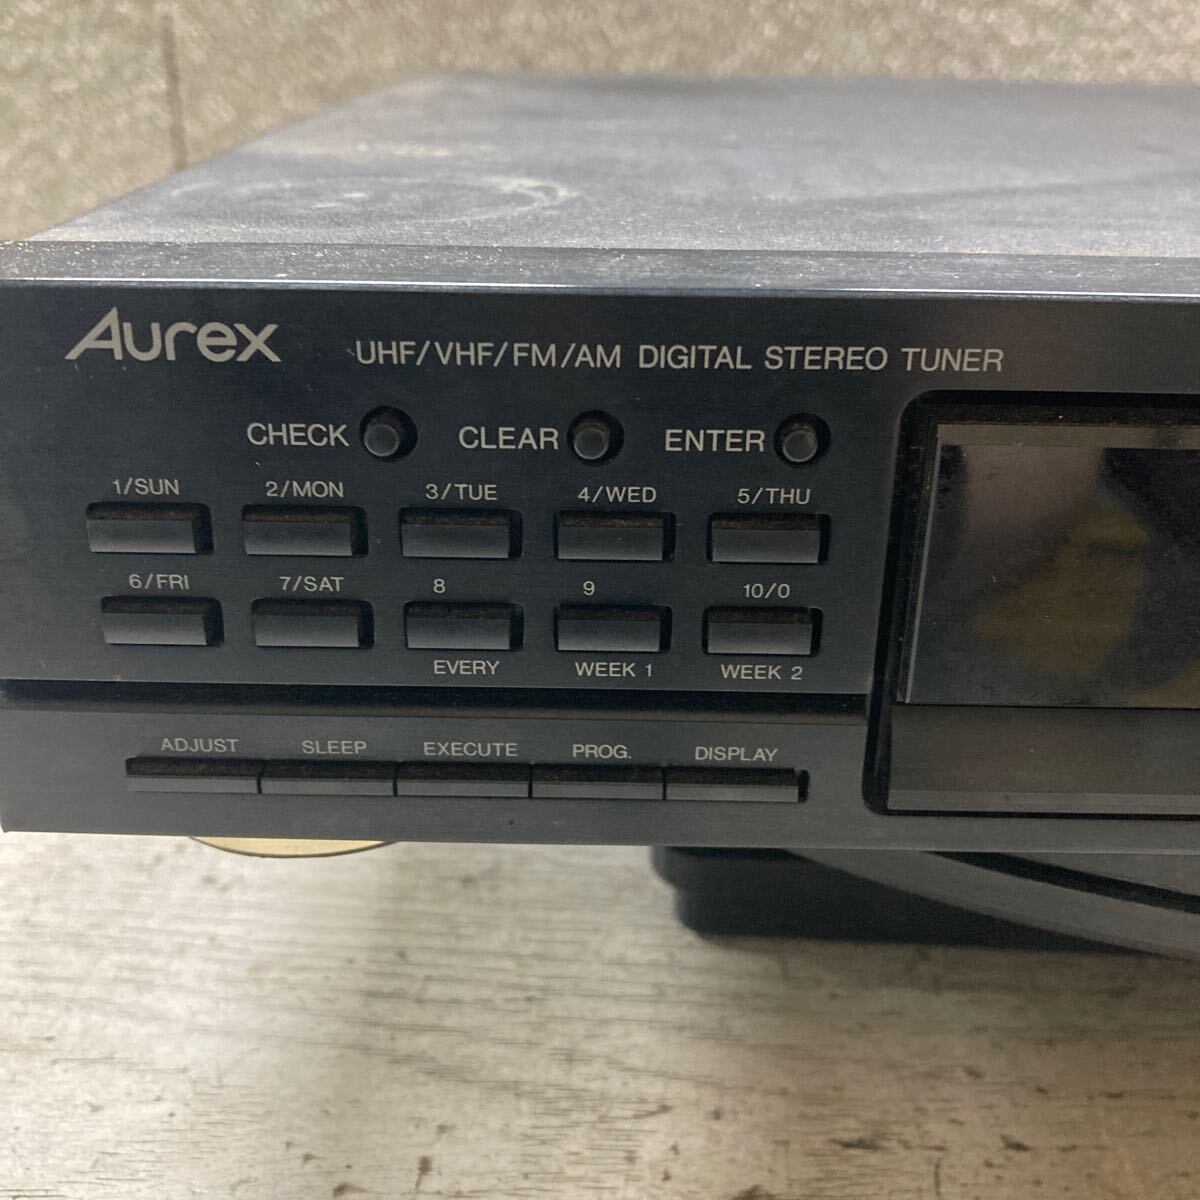 Aurex UHF/VHF/FM/AM DIGITAL STEREO TUNER
CHECK CLEAR ENTER
1/SUN 2/MON 3/TUE 4/WED 5/THU
6/FRI 7/SAT 8 9 10/0
EVERY WEEK 1 WEEK 2
ADJUST SLEEP EXECUTE PROG. DISPLAY